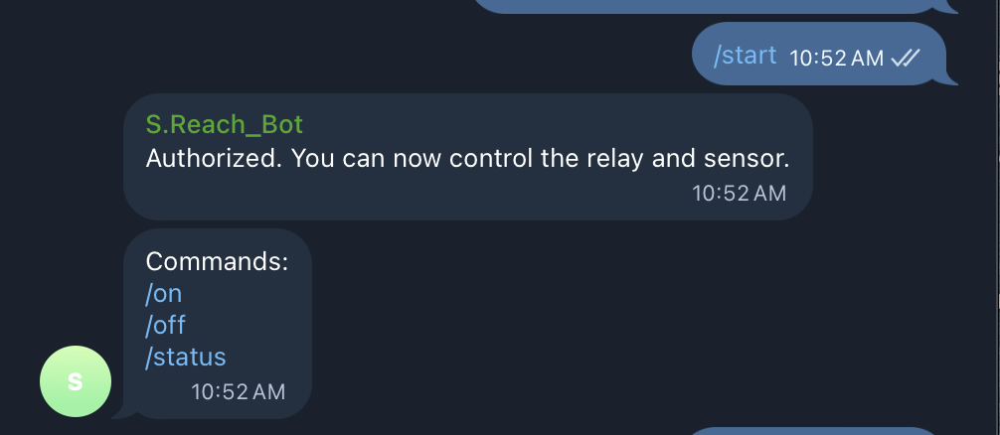 /start 10:52 AM
S.Reach_Bot
Authorized. You can now control the relay and sensor.
10:52 AM
Commands:
/on
/off
/status
10:52 AM
S